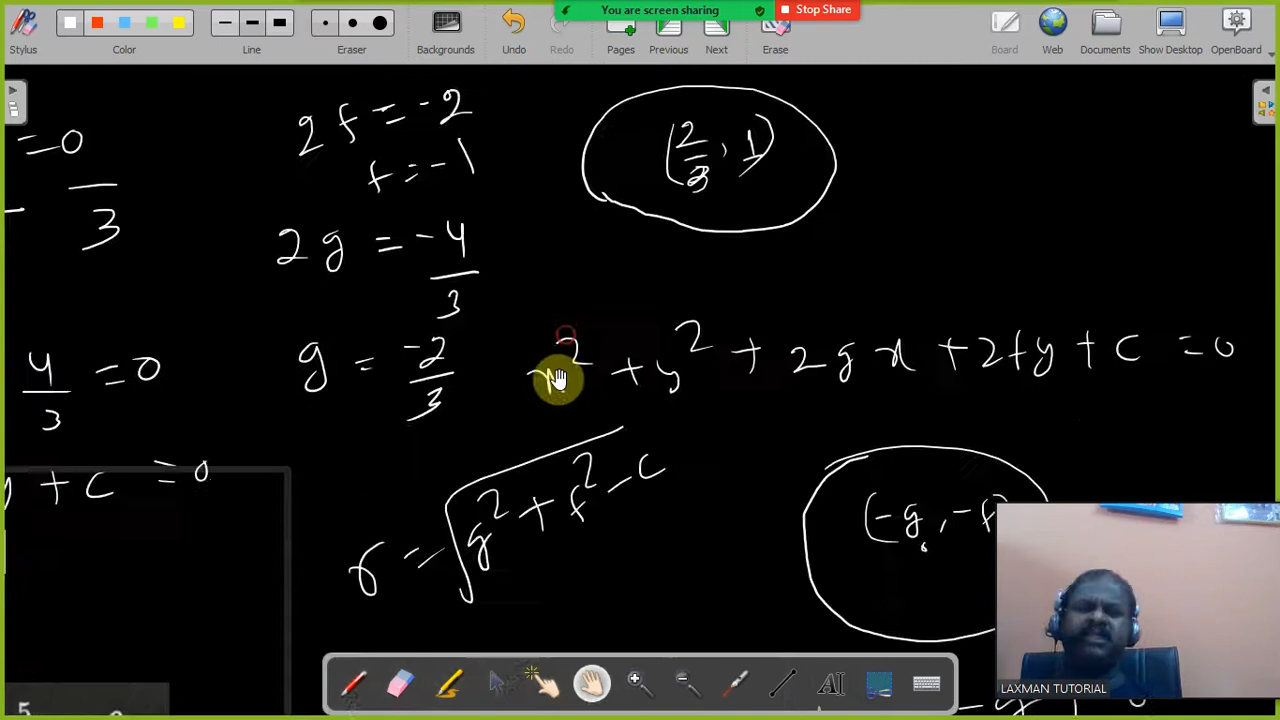 You are screen sharing Stop Share
Stylus Color Line Eraser Backgrounds Undo Redo Pages Previous Next Erase Board Web Documents Show Desktop OpenBoard
2f = -2
(2/3, 1)
=0
f = -1
3
2g = -4/3
4/3 =0
g = -2/3
x² + y² + 2gx + 2fy + c = 0
+ c = 0
r = √(g² + f² - c)
(-g, -f)
LAXMAN TUTORIAL
5